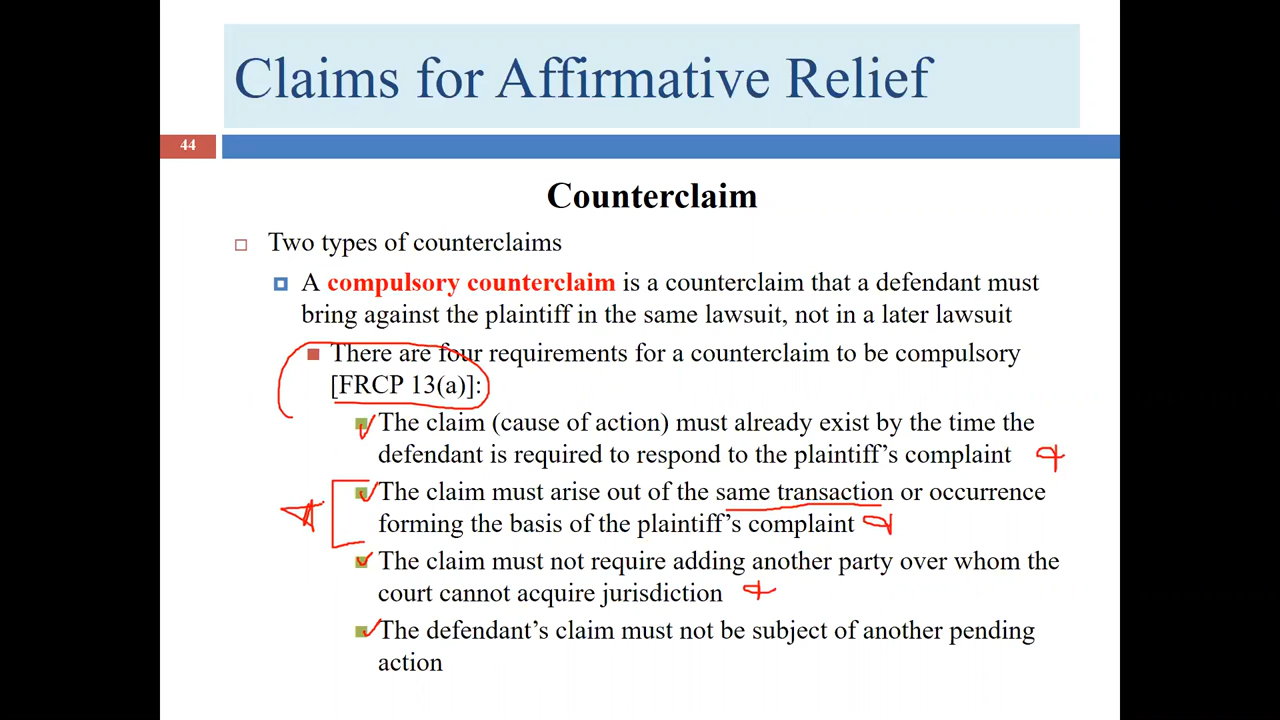 Claims for Affirmative Relief
44
Counterclaim
Two types of counterclaims
A compulsory counterclaim is a counterclaim that a defendant must
bring against the plaintiff in the same lawsuit, not in a later lawsuit
There are four requirements for a counterclaim to be compulsory
[FRCP 13(a)]:
The claim (cause of action) must already exist by the time the
defendant is required to respond to the plaintiff’s complaint
The claim must arise out of the same transaction or occurrence
forming the basis of the plaintiff’s complaint
The claim must not require adding another party over whom the
court cannot acquire jurisdiction
The defendant’s claim must not be subject of another pending
action